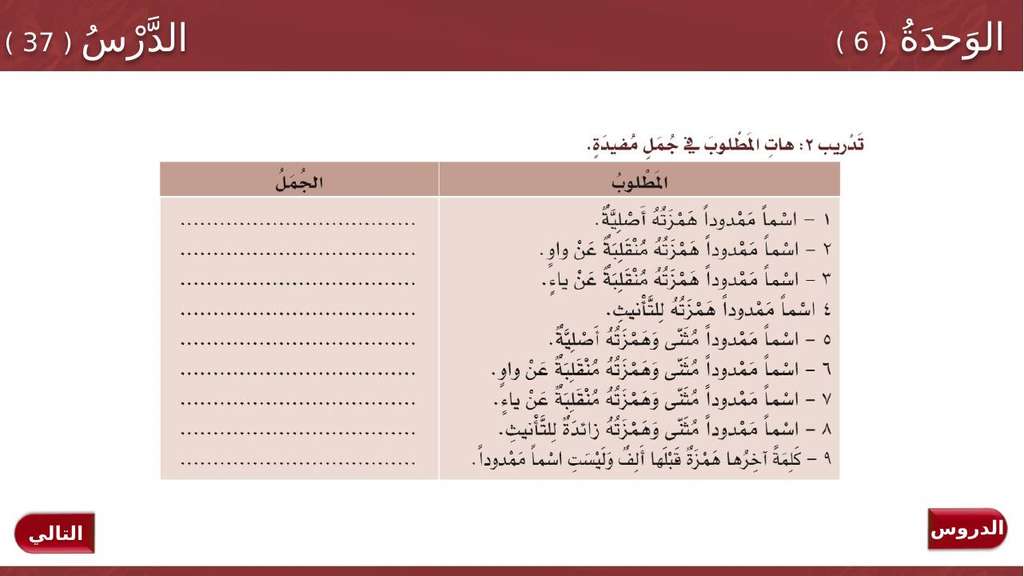 الوَحدَةُ ( 6 )
الدَّرْسُ ( 37 )
تَدْريب ٢: هاتِ المَطْلوبَ في جُمَلٍ مُفيدَةٍ.
المَطْلوبُ
الجُمَلُ
١ – اسْماً مَمْدوداً هَمْزَتُهُ أَصْلِيَّةٌ. ....................................
٢ – اسْماً مَمْدوداً هَمْزَتُهُ مُنْقَلِبَةٌ عَنْ واوٍ. ....................................
٣ – اسْماً مَمْدوداً هَمْزَتُهُ مُنْقَلِبَةٌ عَنْ ياءٍ. ....................................
٤ اسْماً مَمْدوداً هَمْزَتُهُ لِلتَّأْنيثِ. ....................................
٥ – اسْماً مَمْدوداً مُثَنّى وَهَمْزَتُهُ أَصْلِيَّةٌ. ....................................
٦ – اسْماً مَمْدوداً مُثَنّى وَهَمْزَتُهُ مُنْقَلِبَةٌ عَنْ واوٍ. ....................................
٧ – اسْماً مَمْدوداً مُثَنّى وَهَمْزَتُهُ مُنْقَلِبَةٌ عَنْ ياءٍ. ....................................
٨ – اسْماً مَمْدوداً مُثَنّى وَهَمْزَتُهُ زائدَةٌ لِلتَّأْنيثِ. ....................................
٩ – كَلِمَةً آخِرُها هَمْزَةٌ قَبْلَها أَلِفٌ وَلَيْسَتِ اسْماً مَمْدوداً. ....................................
الدروس
التالي